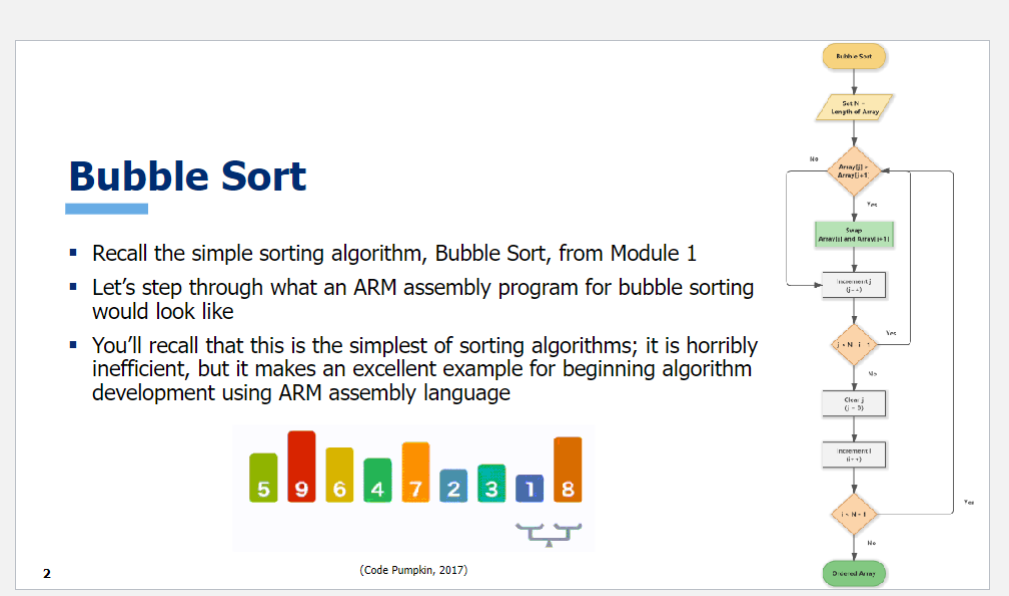 Bubble Sort
Recall the simple sorting algorithm, Bubble Sort, from Module 1
Let's step through what an ARM assembly program for bubble sorting
would look like
You'll recall that this is the simplest of sorting algorithms; it is horribly
inefficient, but it makes an excellent example for beginning algorithm
development using ARM assembly language
5 9 6 4 7 2 3 1 8
(Code Pumpkin, 2017)
2
Bubble Sort
Set N =
Length of Array
No
Array[j] >
Array[j+1]
Yes
Swap
Array[j] and Array[j+1]
Increment j
(j++)
Yes
No
Clear j
(j = 0)
Increment i
(i++)
Yes
No
Ordered Array